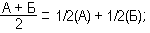 А + Б / 2 = 1/2(А) + 1/2(Б);